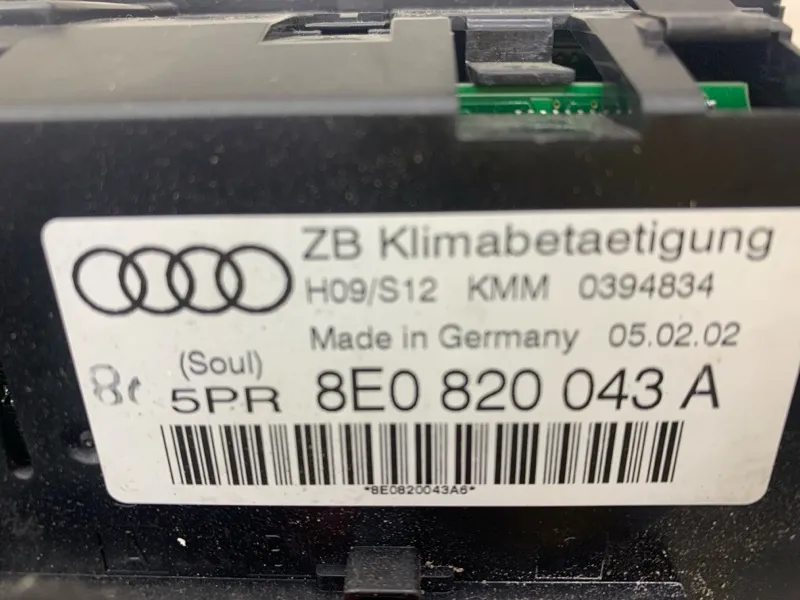 ZB Klimabetaetigung
H09/S12 KMM 0394834
Made in Germany 05.02.02
(Soul)
5PR 8E0 820 043 A
*8E0820043A6*